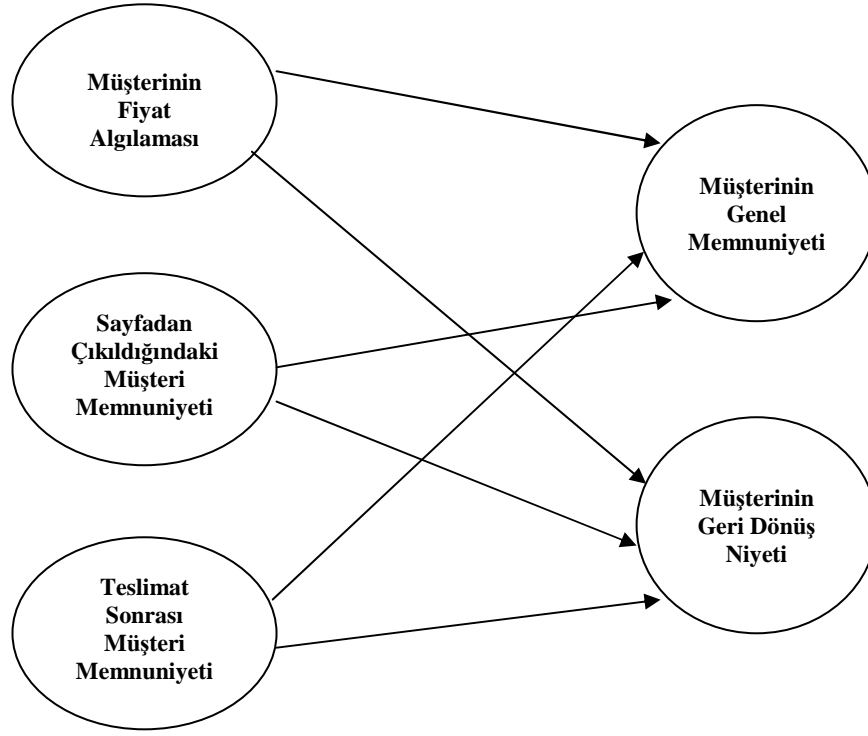 Müşterinin
Fiyat
Algılaması
Müşterinin
Genel
Memnuniyeti
Sayfadan
Çıkıldığındaki
Müşteri
Memnuniyeti
Müşterinin
Geri Dönüş
Niyeti
Teslimat
Sonrası
Müşteri
Memnuniyeti